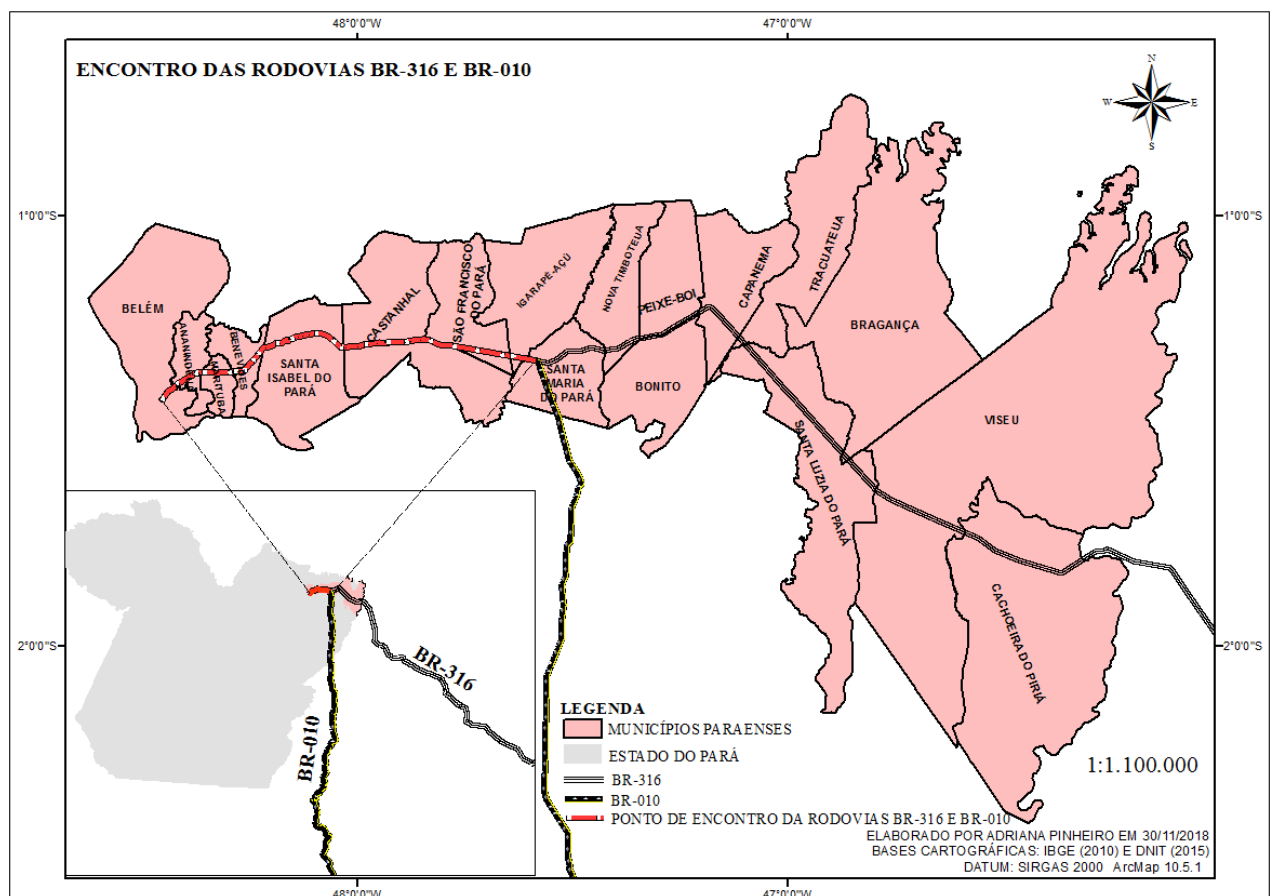 48°0'0"W
47°0'0"W
ENCONTRO DAS RODOVIAS BR-316 E BR-010
N
W
E
S
1°0'0"S
1°0'0"S
BELÉM
ANANINDEUA
MARITUBA
BENEVIDES
SANTA
ISABEL DO
PARÁ
CASTANHAL
SÃO FRANCISCO
DO PARÁ
IGARAPÉ-AÇÚ
NOVA TIMBOTEUA
PEIXE-BOI
SANTA
MARIA
DO PARÁ
BONITO
CAPANEMA
TRACUATEUA
BRAGANÇA
VISEU
SANTA LUZIA DO PARÁ
CACHOEIRA DO PIRIÁ
2°0'0"S
2°0'0"S
BR-316
BR-010
LEGENDA
MUNICÍPIOS PARAENSES
ESTADO DO PARÁ
BR-316
BR-010
PONTO DE ENCONTRO DA RODOVIAS BR-316 E BR-010
1:1.100.000
ELABORADO POR ADRIANA PINHEIRO EM 30/11/2018
BASES CARTOGRÁFICAS: IBGE (2010) E DNIT (2015)
DATUM: SIRGAS 2000 ArcMap 10.5.1
48°0'0"W
47°0'0"W